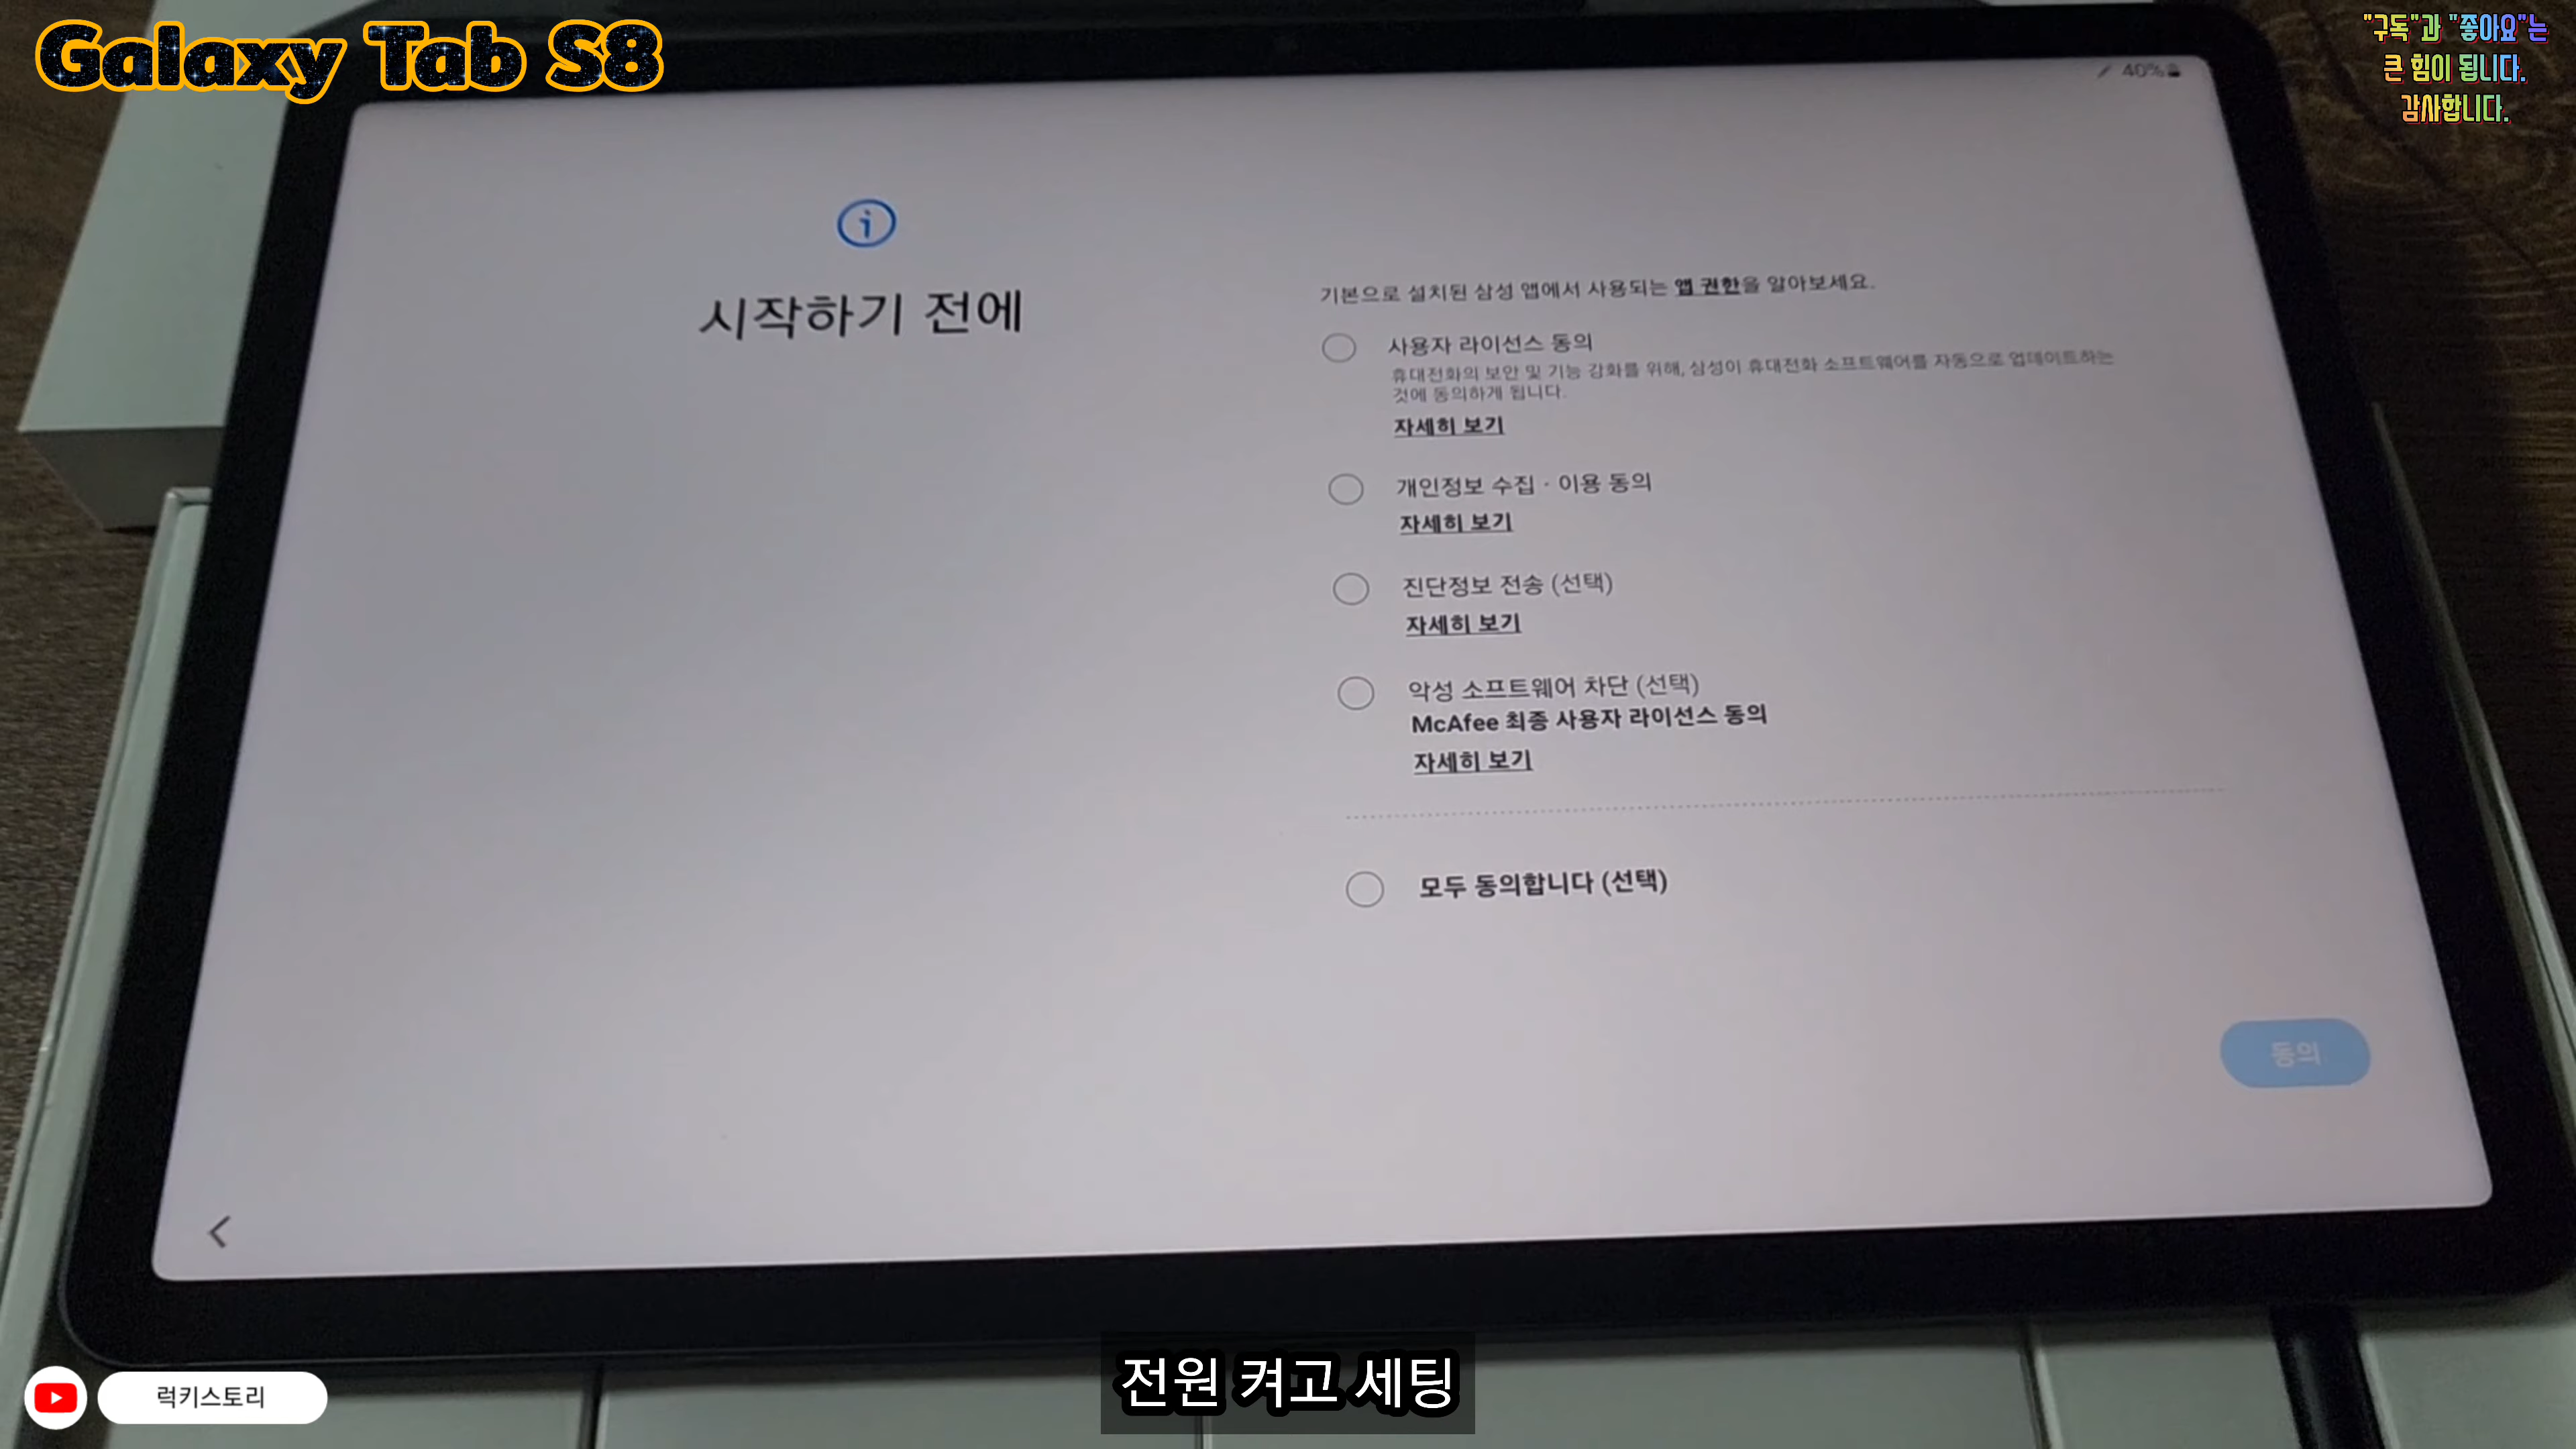 Galaxy Tab S8
"구독"과 "좋아요"는
큰 힘이 됩니다.
감사합니다.
40%
시작하기 전에
기본으로 설치된 삼성 앱에서 사용되는 앱 권한을 알아보세요.
사용자 라이선스 동의
휴대전화의 보안 및 기능 강화를 위해, 삼성이 휴대전화 소프트웨어를 자동으로 업데이트하는
것에 동의하게 됩니다.
자세히 보기
개인정보 수집 · 이용 동의
자세히 보기
진단정보 전송 (선택)
자세히 보기
악성 소프트웨어 차단 (선택)
McAfee 최종 사용자 라이선스 동의
자세히 보기
모두 동의합니다 (선택)
동의
전원 켜고 세팅
럭키스토리